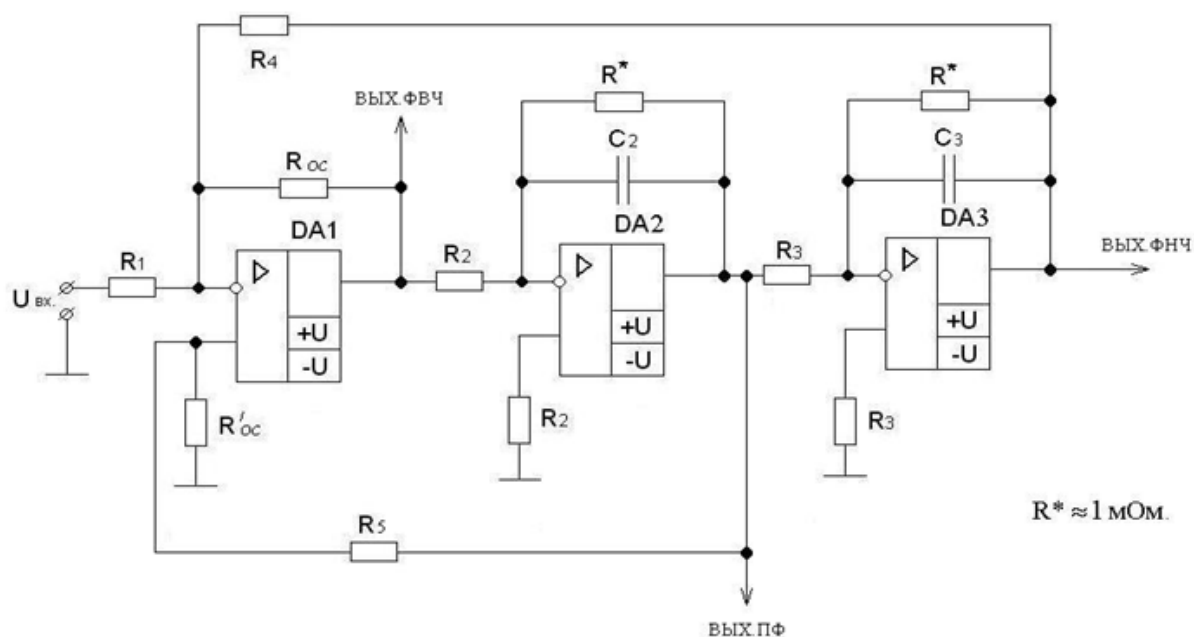 R4
R*
R*
ВЫХ.ФВЧ
C2
C3
Rос
DA1
DA2
DA3
R1
R2
R3
ВЫХ.ФНЧ
U вх.
+U
-U
+U
-U
+U
-U
R'ос
R2
R3
R* ≈1 мОм.
R5
ВЫХ.ПФ